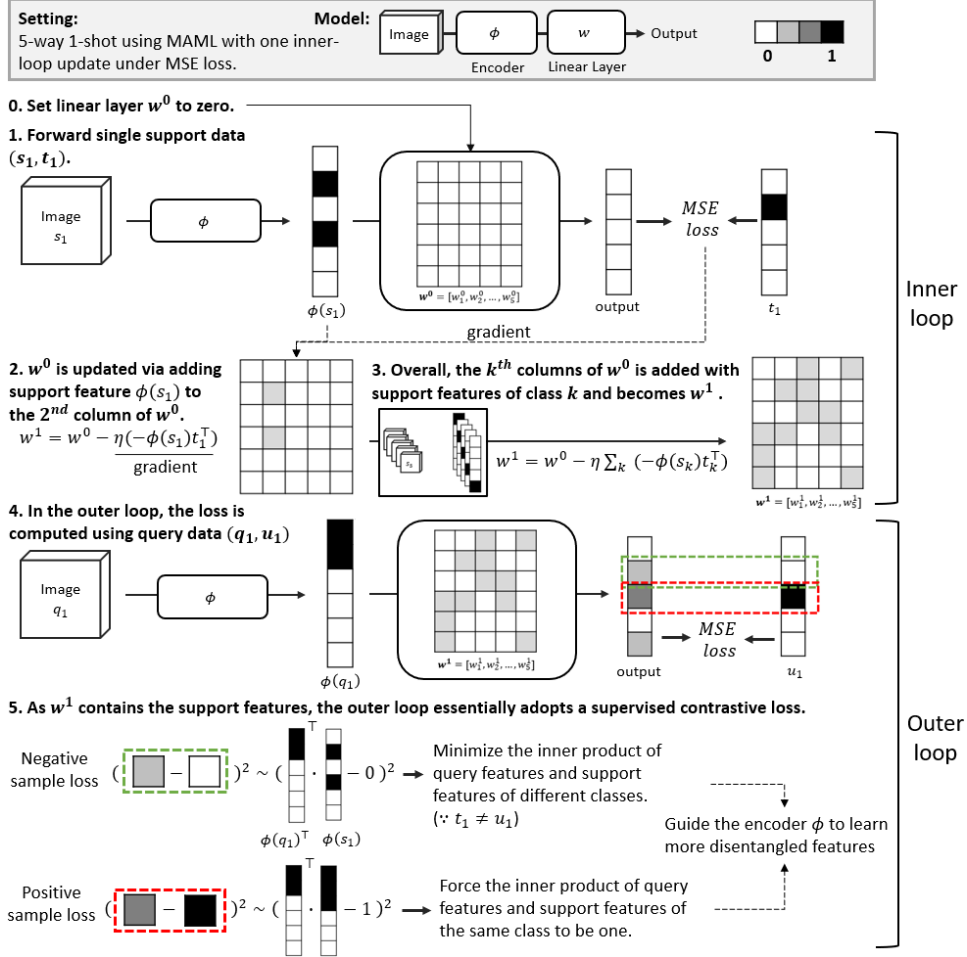 Setting:
5-way 1-shot using MAML with one inner-
loop update under MSE loss.
Model:
Image
ϕ
w
Output
Encoder
Linear Layer
0
1
0. Set linear layer w⁰ to zero.
1. Forward single support data
(s₁, t₁).
Image
s₁
ϕ
ϕ(s₁)
w⁰ = [w₁⁰, w₂⁰, …, w₅⁰]
output
MSE
loss
t₁
gradient
Inner
loop
2. w⁰ is updated via adding
support feature ϕ(s₁) to
the 2ⁿᵈ column of w⁰.
w¹ = w⁰ − η(−ϕ(s₁)t₁ᵀ)
gradient
3. Overall, the kᵗʰ columns of w⁰ is added with
support features of class k and becomes w¹ .
w¹ = w⁰ − η∑ₖ (−ϕ(sₖ)tₖᵀ)
w¹ = [w₁¹, w₂¹, …, w₅¹]
4. In the outer loop, the loss is
computed using query data (q₁, u₁)
Image
q₁
ϕ
ϕ(q₁)
w¹ = [w₁¹, w₂¹, …, w₅¹]
output
MSE
loss
u₁
5. As w¹ contains the support features, the outer loop essentially adopts a supervised contrastive loss.
Outer
loop
Negative
sample loss
( − )² ~ ( ᵀ · − 0 )²
ϕ(q₁)ᵀ ϕ(s₁)
Minimize the inner product of
query features and support
features of different classes.
(∵ t₁ ≠ u₁)
Guide the encoder ϕ to learn
more disentangled features
Positive
sample loss
( − )² ~ ( ᵀ · − 1 )²
Force the inner product of query
features and support features of
the same class to be one.